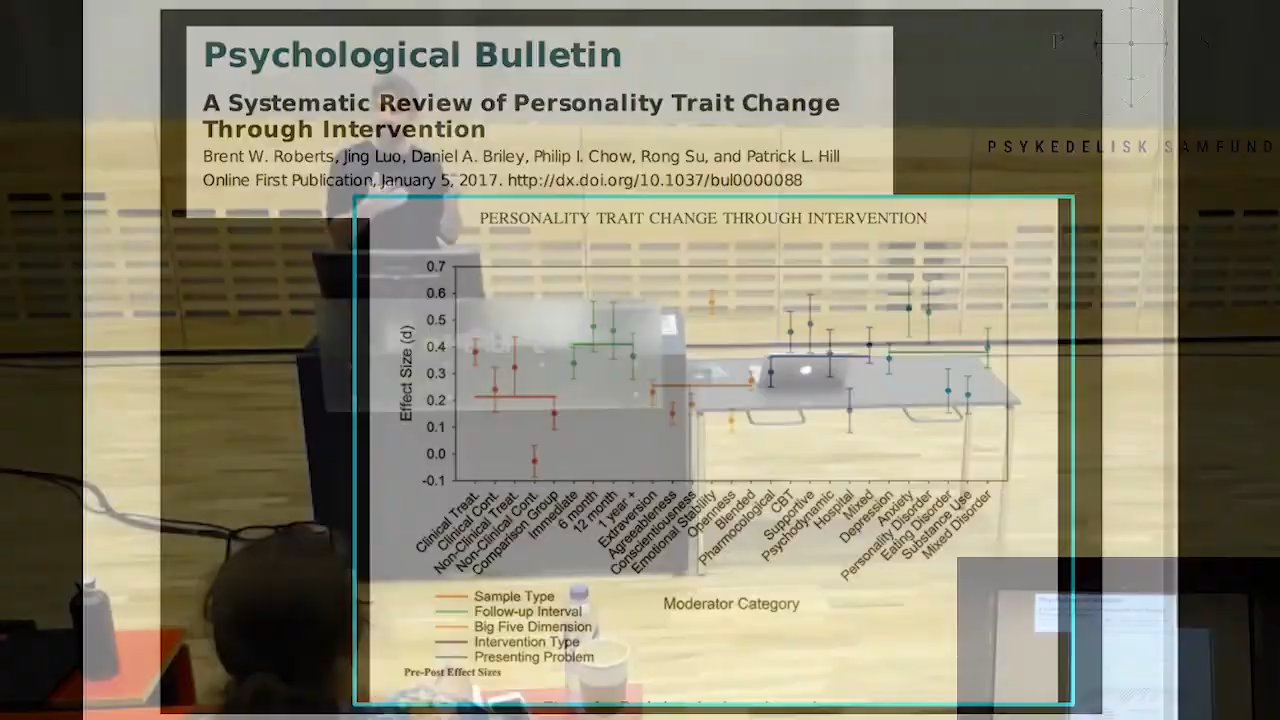 Psychological Bulletin
A Systematic Review of Personality Trait Change
Through Intervention
Brent W. Roberts, Jing Luo, Daniel A. Briley, Philip I. Chow, Rong Su, and Patrick L. Hill
Online First Publication, January 5, 2017. http://dx.doi.org/10.1037/bul0000088
PSYKEDELISK SAMFUND
PERSONALITY TRAIT CHANGE THROUGH INTERVENTION
0.7
0.6
0.5
0.4
0.3
0.2
0.1
0.0
-0.1
Effect Size (d)
Clinical Treat.
Clinical Cont.
Non-Clinical Treat.
Non-Clinical Cont.
Comparison Group
Immediate
6 month
12 month
1 year +
Extraversion
Agreeableness
Conscientiousness
Emotional Stability
Openness
Blended
Pharmocological
CBT
Supportive
Psychodynamic
Hospital
Mixed
Depression
Anxiety
Personality Disorder
Eating Disorder
Substance Use
Mixed Disorder
Moderator Category
Sample Type
Follow-up Interval
Big Five Dimension
Intervention Type
Presenting Problem
Pre-Post Effect Sizes